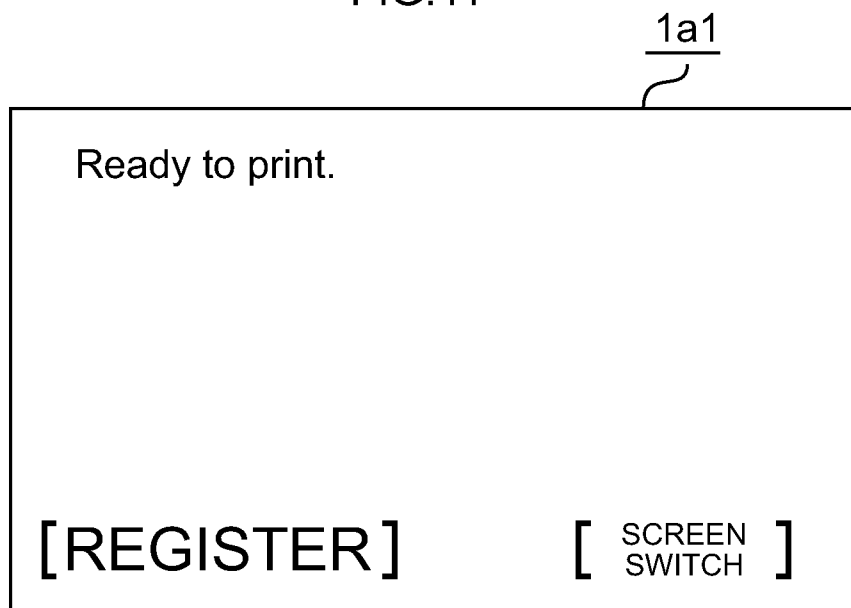 1a1
Ready to print.
[REGISTER]
[ SCREEN
SWITCH ]